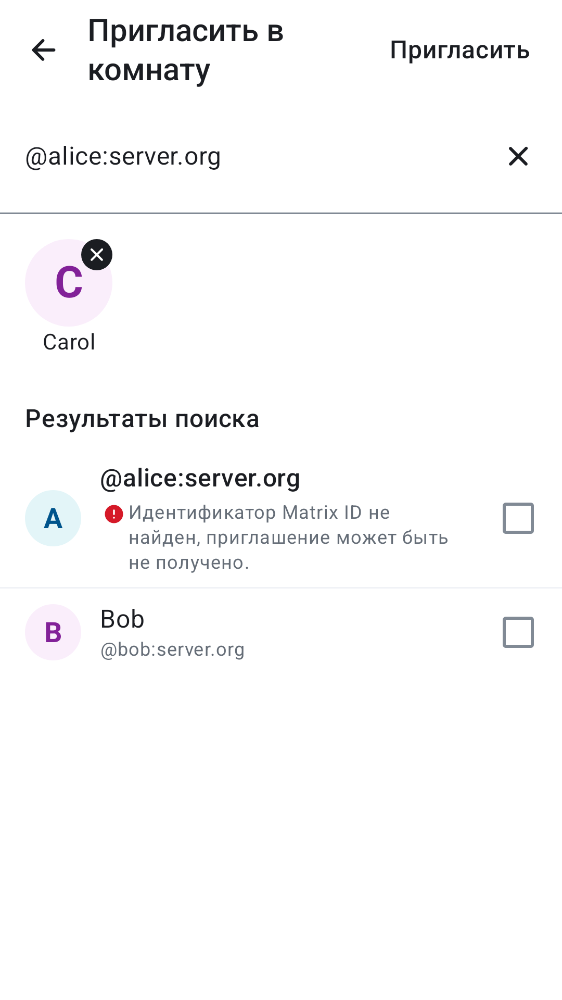 Пригласить в
комнату
Пригласить
@alice:server.org
C
Carol
Результаты поиска
A
@alice:server.org
Идентификатор Matrix ID не
найден, приглашение может быть
не получено.
B
Bob
@bob:server.org